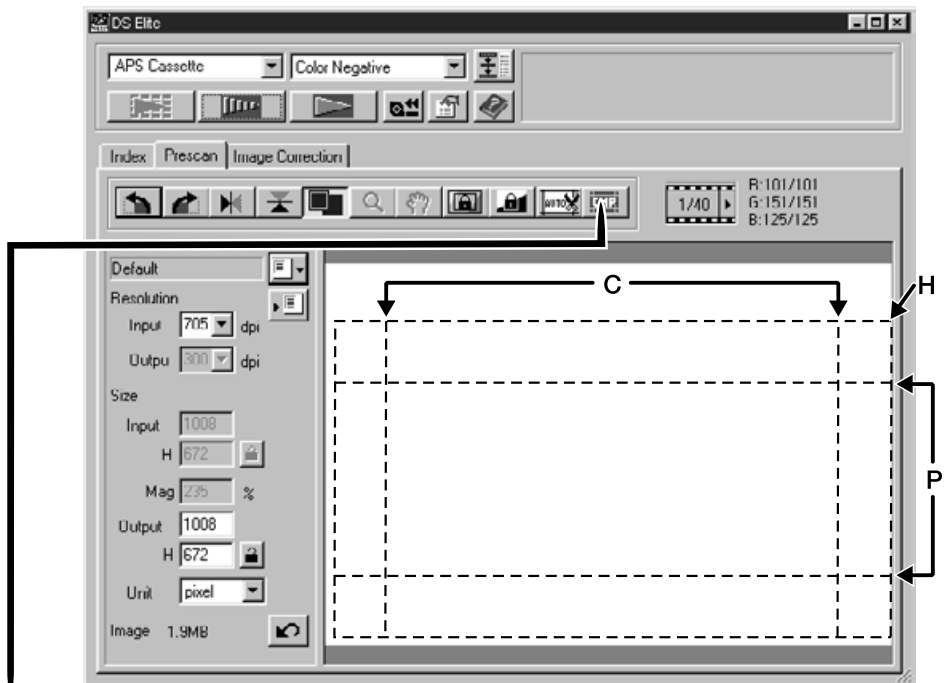 DS Elite
APS Cassette Color Negative
Index Prescan Image Correction
AUTO CHP 1/40 R:101/101
G:151/151
B:125/125
Default
Resolution
Input 705 dpi
Outpu 300 dpi
Size
Input 1008
H 672
Mag 235 %
Output 1008
H 672
Unit pixel
Image 1.9MB
C
H
P